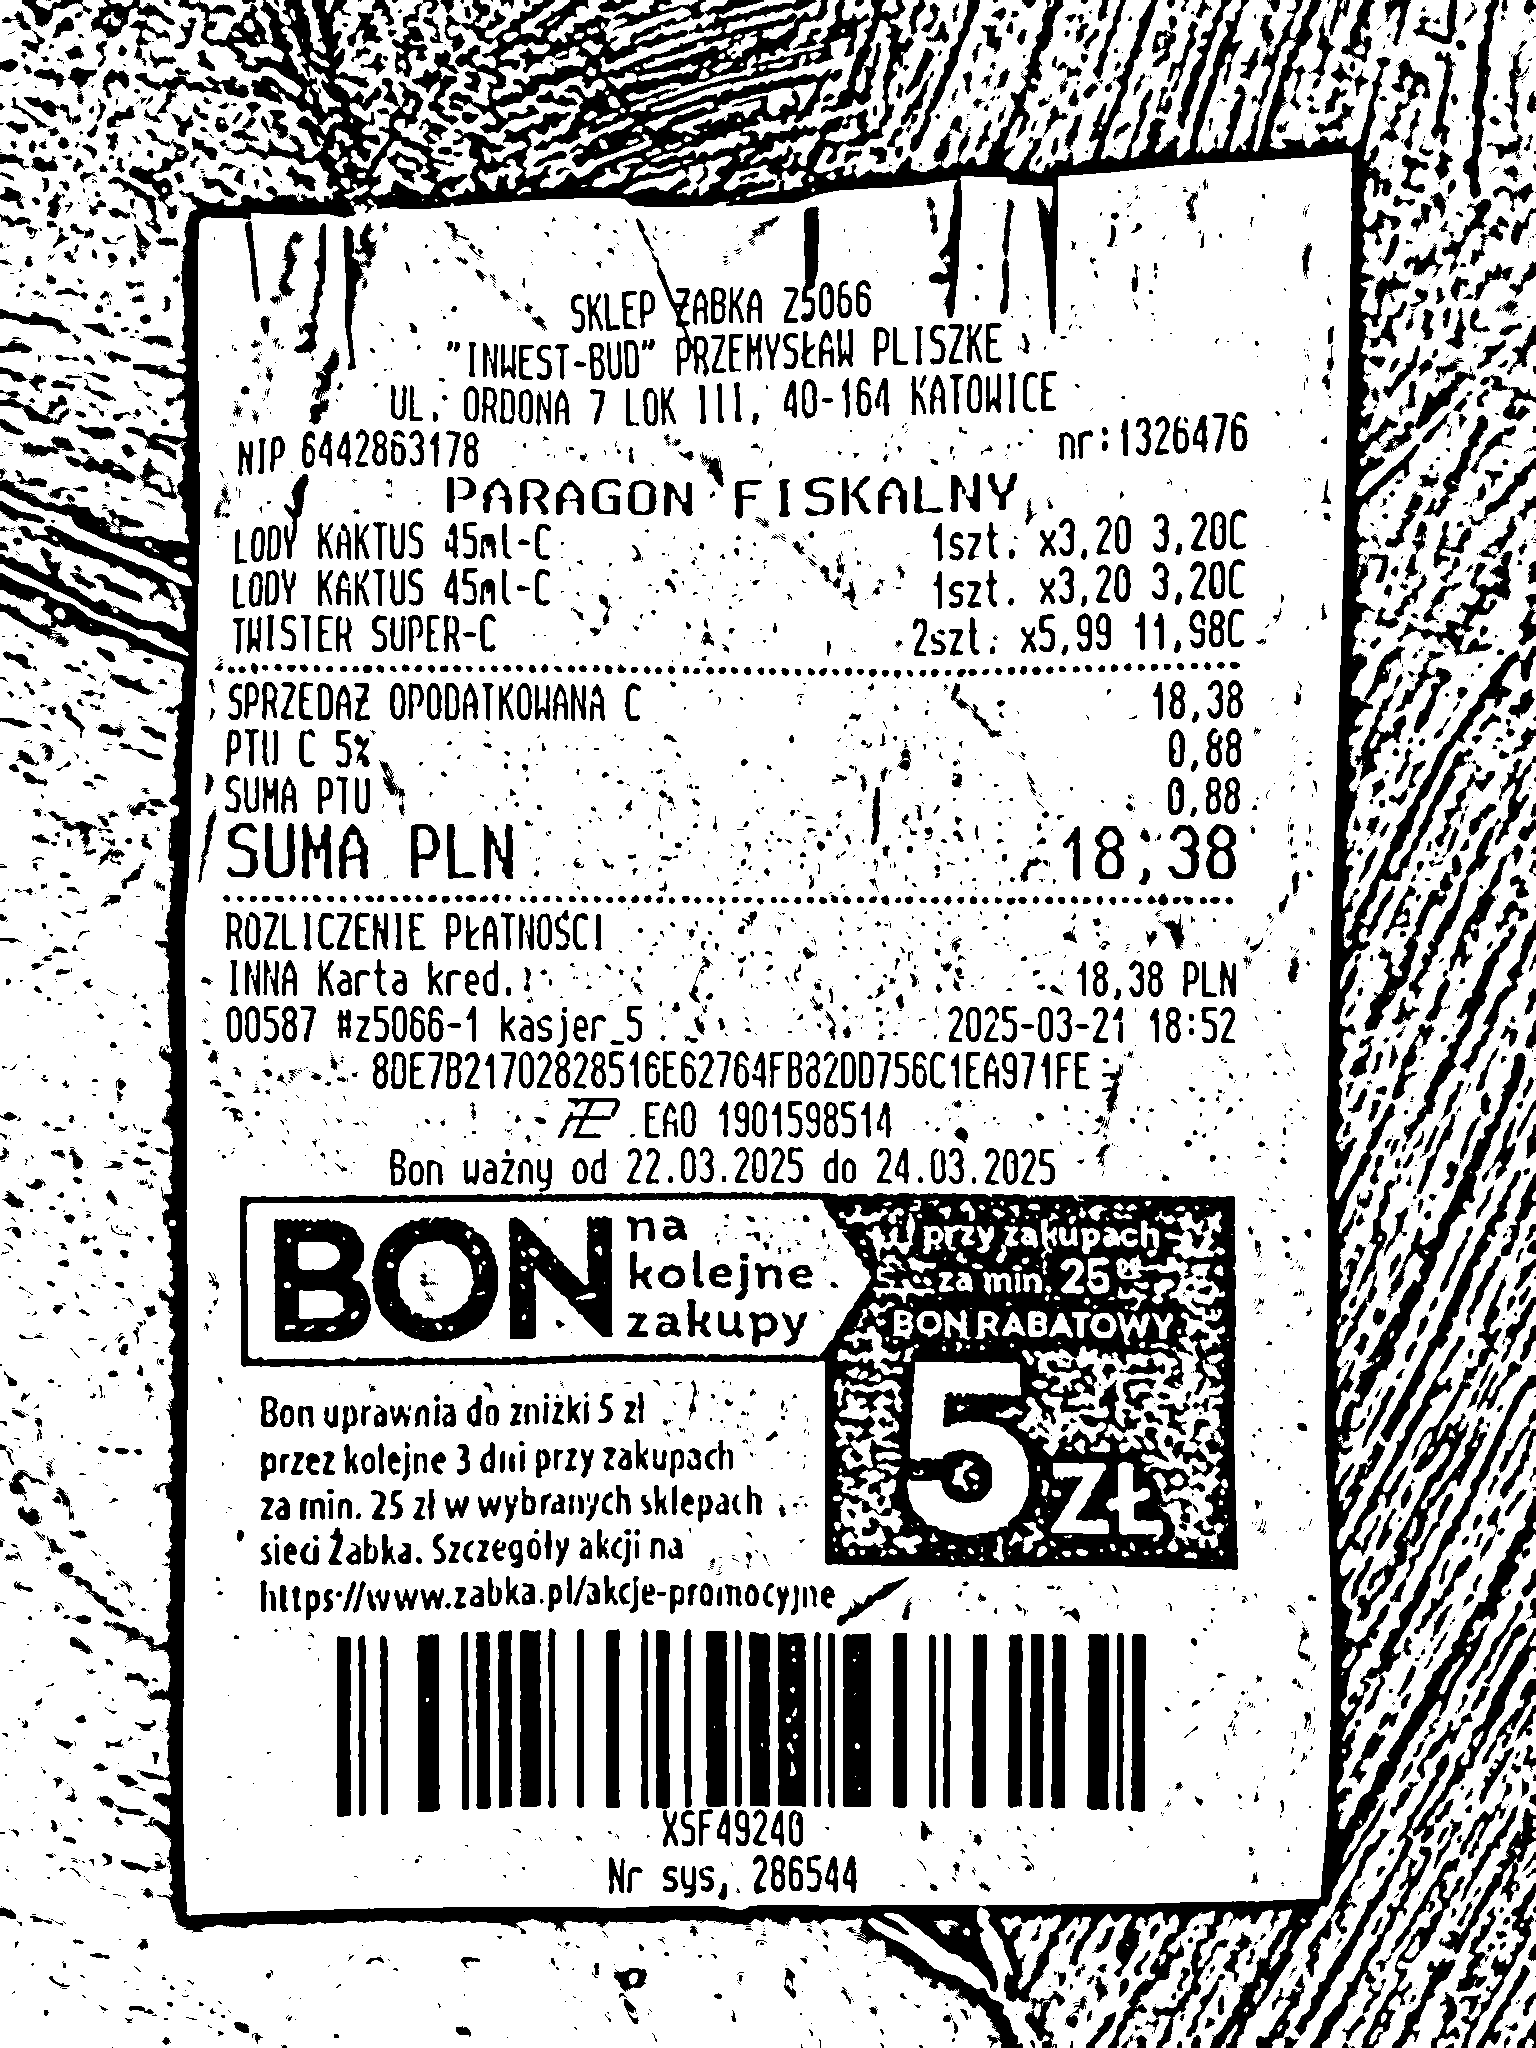 SKLEP ŻABKA Z5066
"INWEST-BUD" PRZEMYSŁAW PLISZKE
UL. ORDONA 7 LOK III, 40-164 KATOWICE
NIP 6442863178 nr:1326476
PARAGON FISKALNY
LODY KAKTUS 45ml-C 1szt. x3,20 3,20C
LODY KAKTUS 45ml-C 1szt. x3,20 3,20C
TWISTER SUPER-C 2szt. x5,99 11,98C
SPRZEDAŻ OPODATKOWANA C 18,38
PTU C 5% 0,88
SUMA PTU 0,88
SUMA PLN 18,38
ROZLICZENIE PŁATNOŚCI
INNA Karta kred. 18,38 PLN
00587 #z5066-1 kasjer_5 2025-03-21 18:52
8DE7B21702828516E62764FB82DD756C1EA971FE
EAO 1901598514
Bon ważny od 22.03.2025 do 24.03.2025
BON na kolejne zakupy
przy zakupach
za min. 25 zł
BON RABATOWY
5 ZŁ
Bon uprawnia do zniżki 5 zł
przez kolejne 3 dni przy zakupach
za min. 25 zł w wybranych sklepach
sieci Żabka. Szczegóły akcji na
https://www.zabka.pl/akcje-promocyjne
XSF49240
Nr sys. 286544